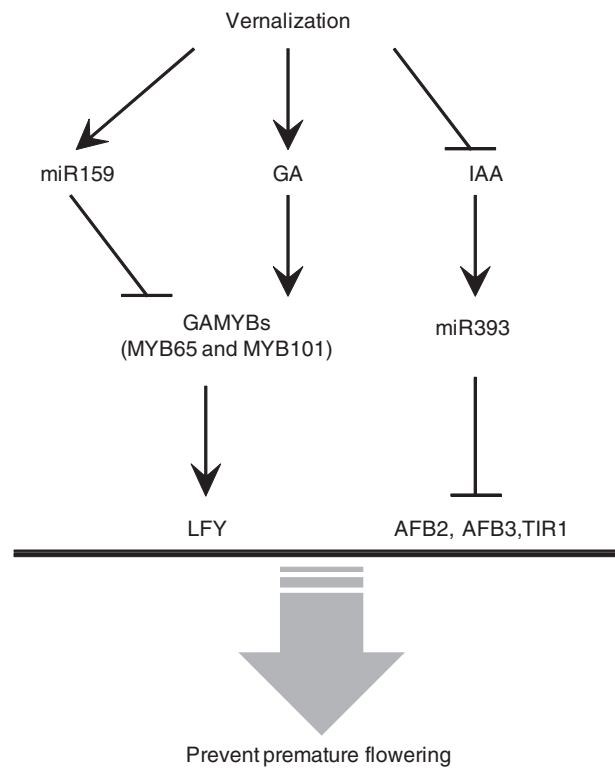 Vernalization
miR159 GA IAA
GAMYBs
(MYB65 and MYB101)
miR393
LFY AFB2, AFB3,TIR1
Prevent premature flowering